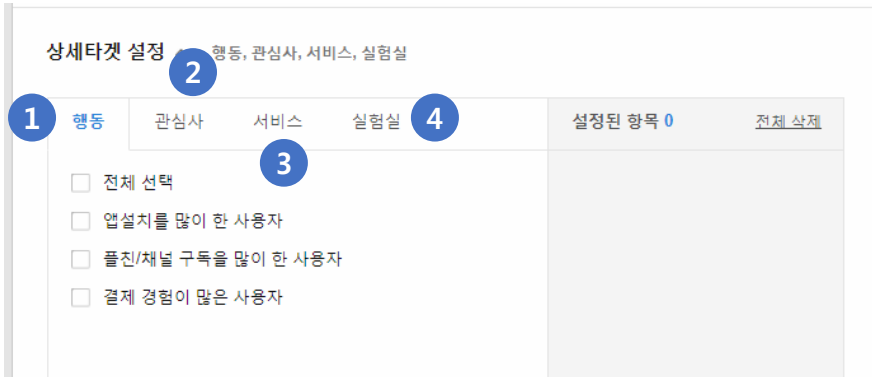 상세타겟 설정 행동, 관심사, 서비스, 실험실
2
1 행동 관심사 서비스 실험실 4 설정된 항목 0 전체 삭제
3
전체 선택
앱설치를 많이 한 사용자
플친/채널 구독을 많이 한 사용자
결제 경험이 많은 사용자